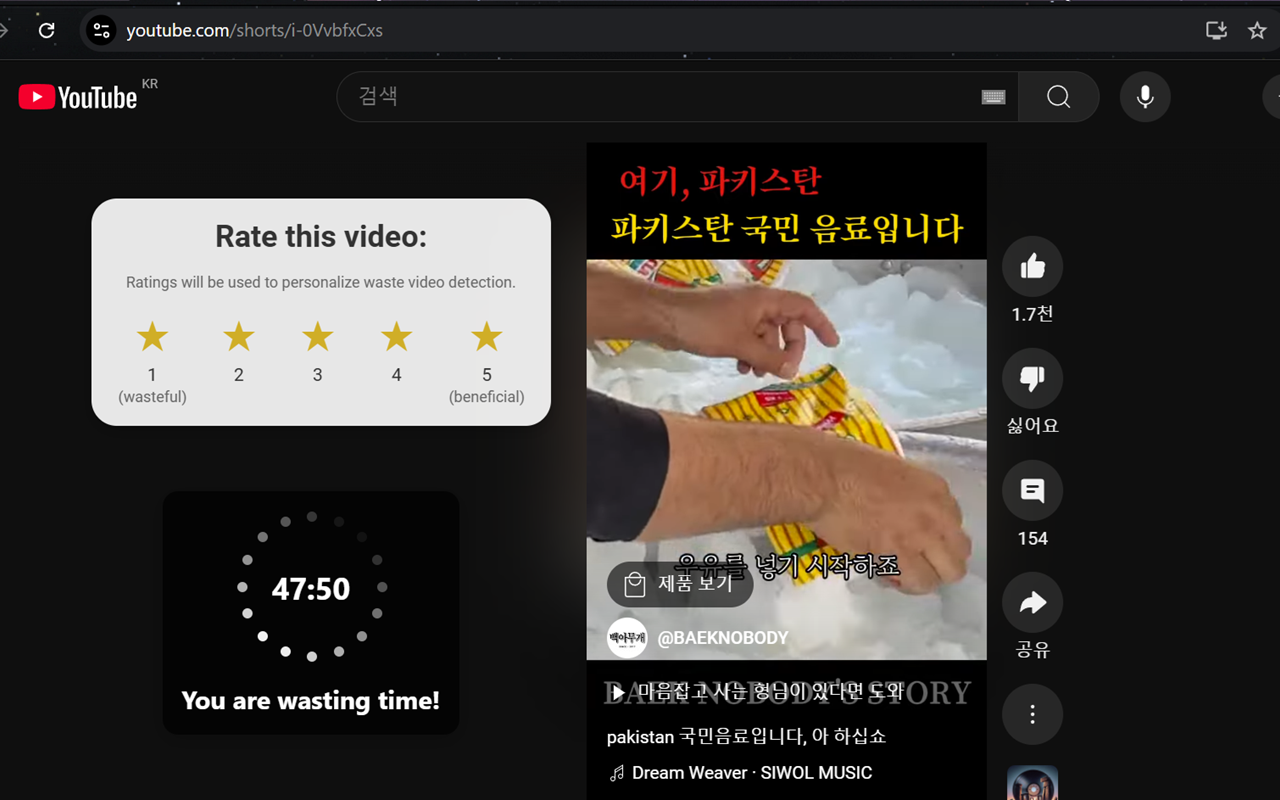 youtube.com/shorts/i-0VvbfxCxs
YouTube KR
검색
Rate this video:
Ratings will be used to personalize waste video detection.
1
(wasteful)
2
3
4
5
(beneficial)
47:50
You are wasting time!
여기, 파키스탄
파키스탄 국민 음료입니다
우유를 넣기 시작하죠
제품 보기
백아무개
@BAEKNOBODY
BAEK NOBODY'S STORY
마음잡고 사는 형님이 있다면 도와
pakistan 국민음료입니다, 아 하십쇼
Dream Weaver · SIWOL MUSIC
1.7천
싫어요
154
공유